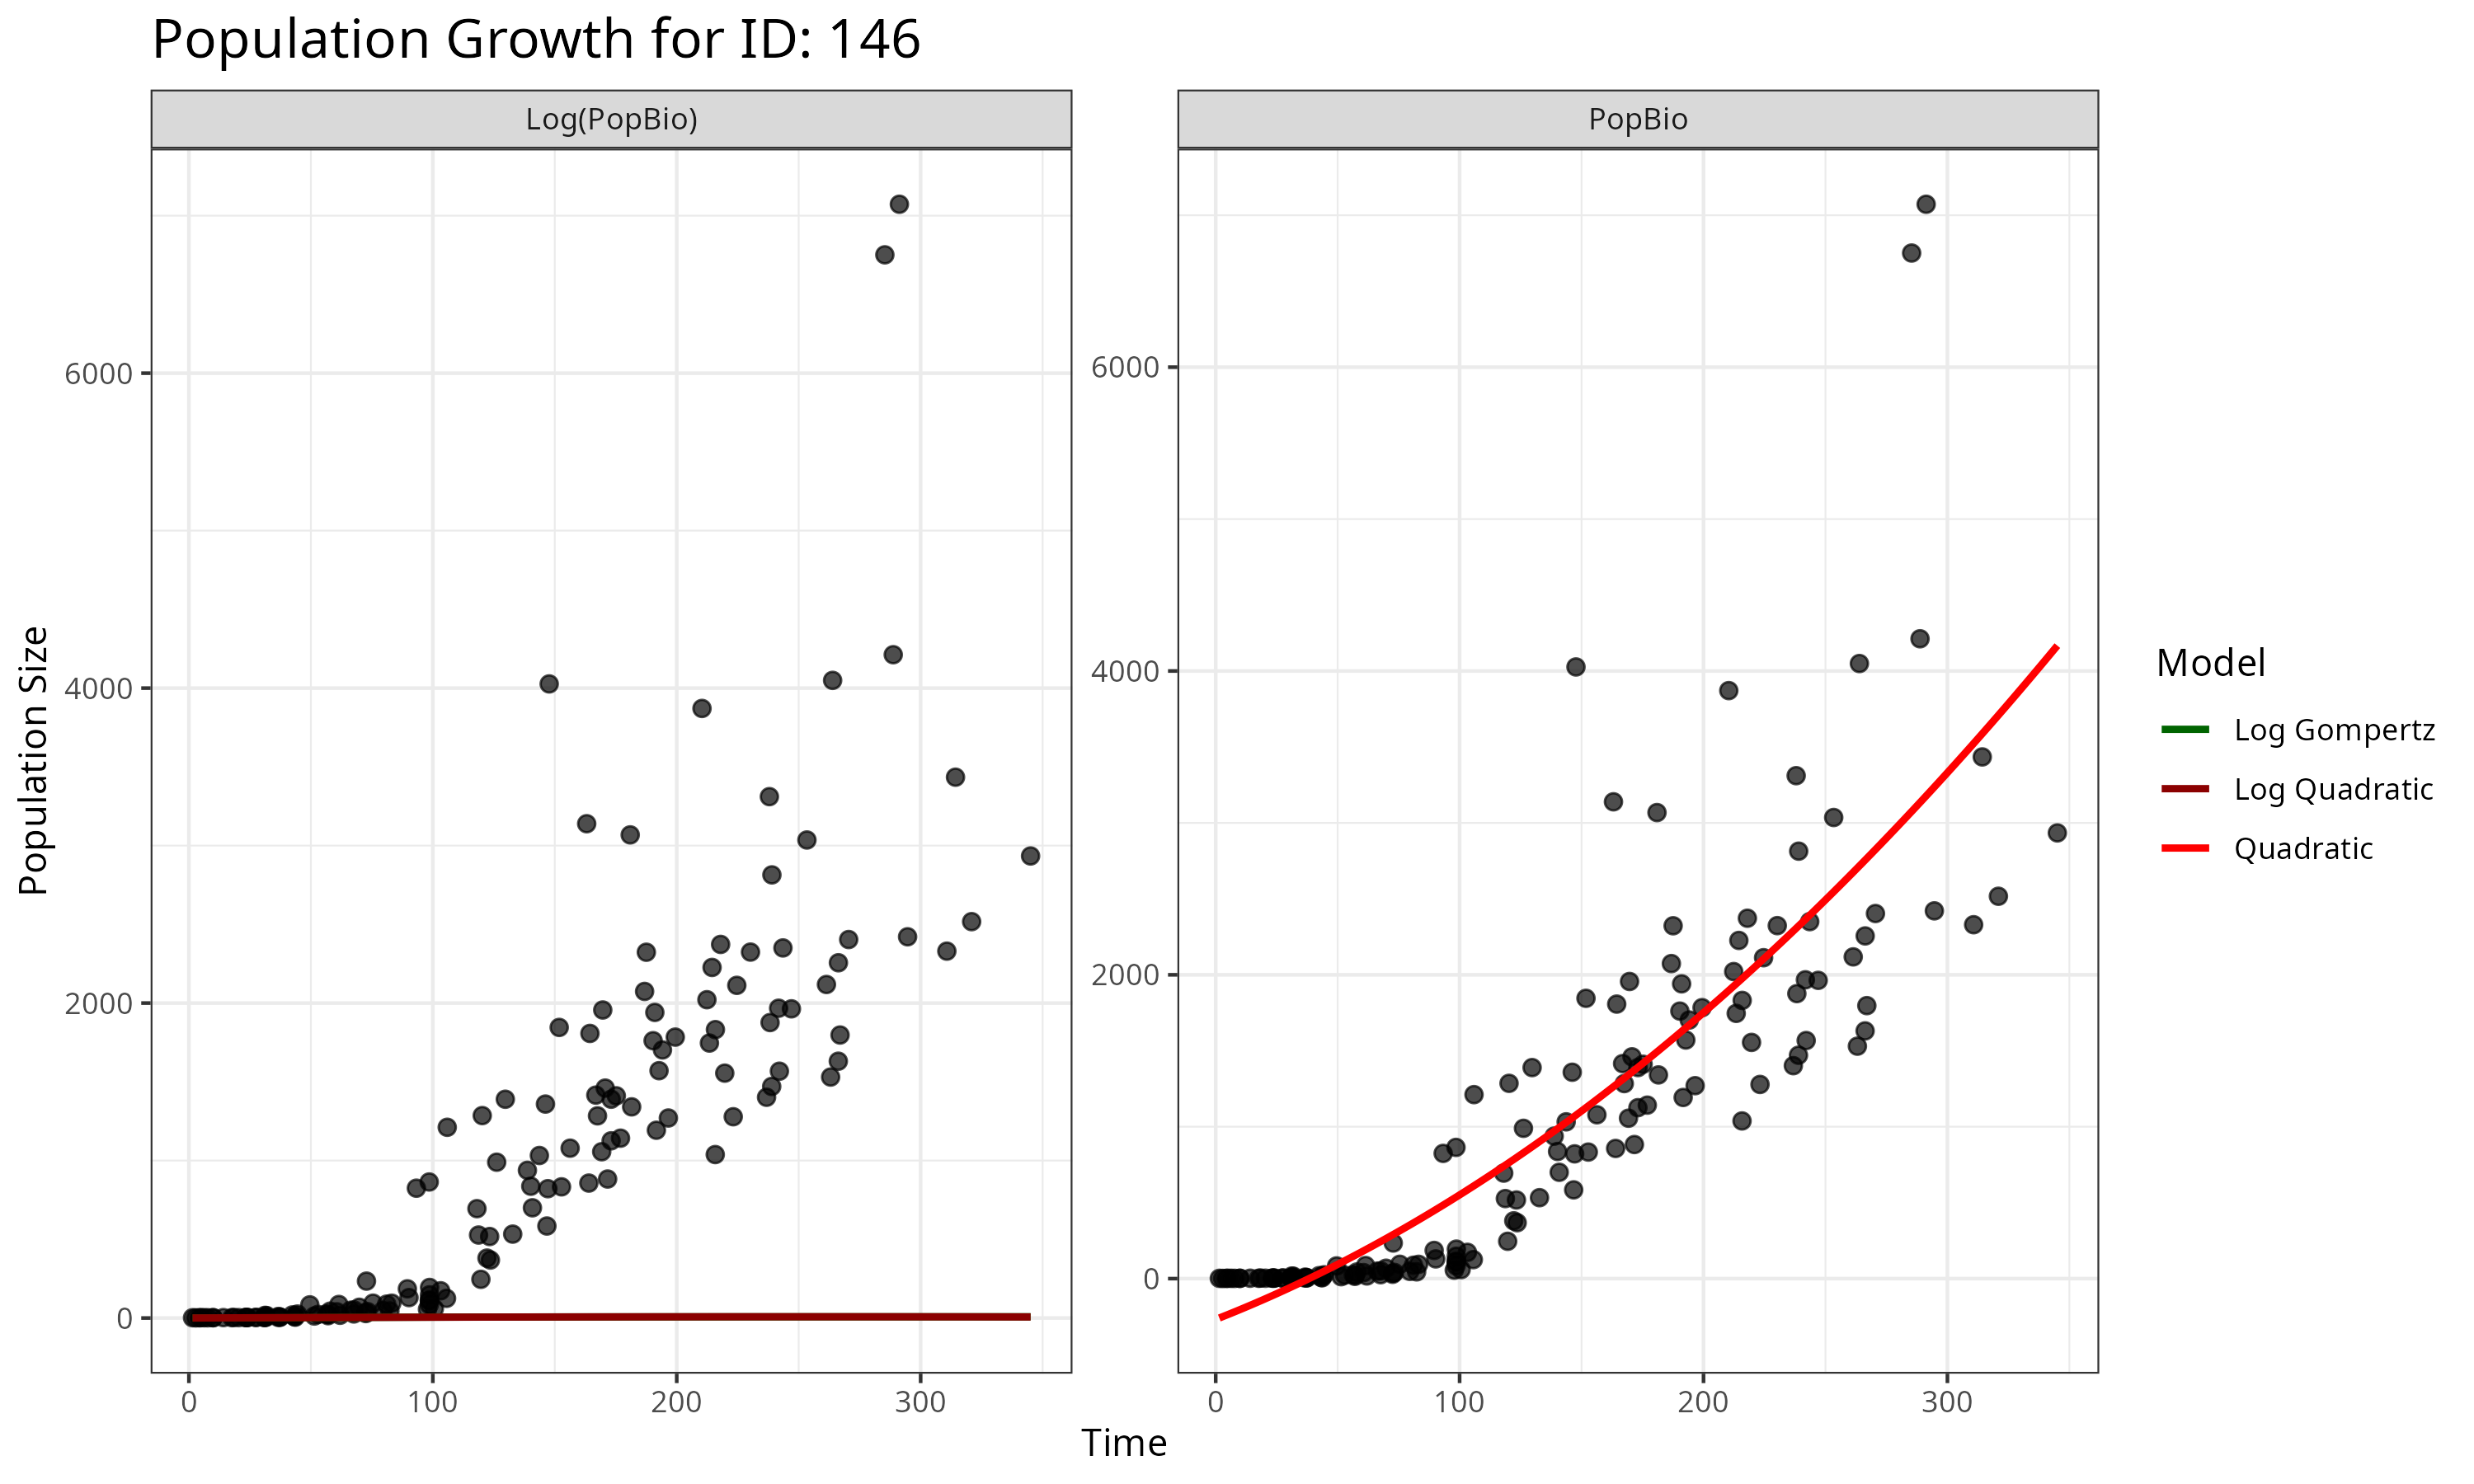 Population Growth for ID: 146
Log(PopBio)
PopBio
Population Size
6000
4000
2000
0
6000
4000
2000
0
0 100 200 300
0 100 200 300
Time
Model
Log Gompertz
Log Quadratic
Quadratic